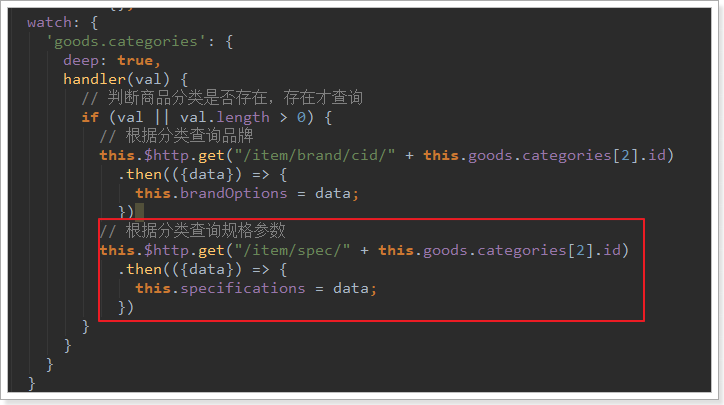 watch: {
'goods.categories': {
deep: true,
handler(val) {
// 判断商品分类是否存在，存在才查询
if (val || val.length > 0) {
// 根据分类查询品牌
this.$http.get("/item/brand/cid/" + this.goods.categories[2].id)
.then(({data}) => {
this.brandOptions = data;
})
// 根据分类查询规格参数
this.$http.get("/item/spec/" + this.goods.categories[2].id)
.then(({data}) => {
this.specifications = data;
})
}
}
}
}